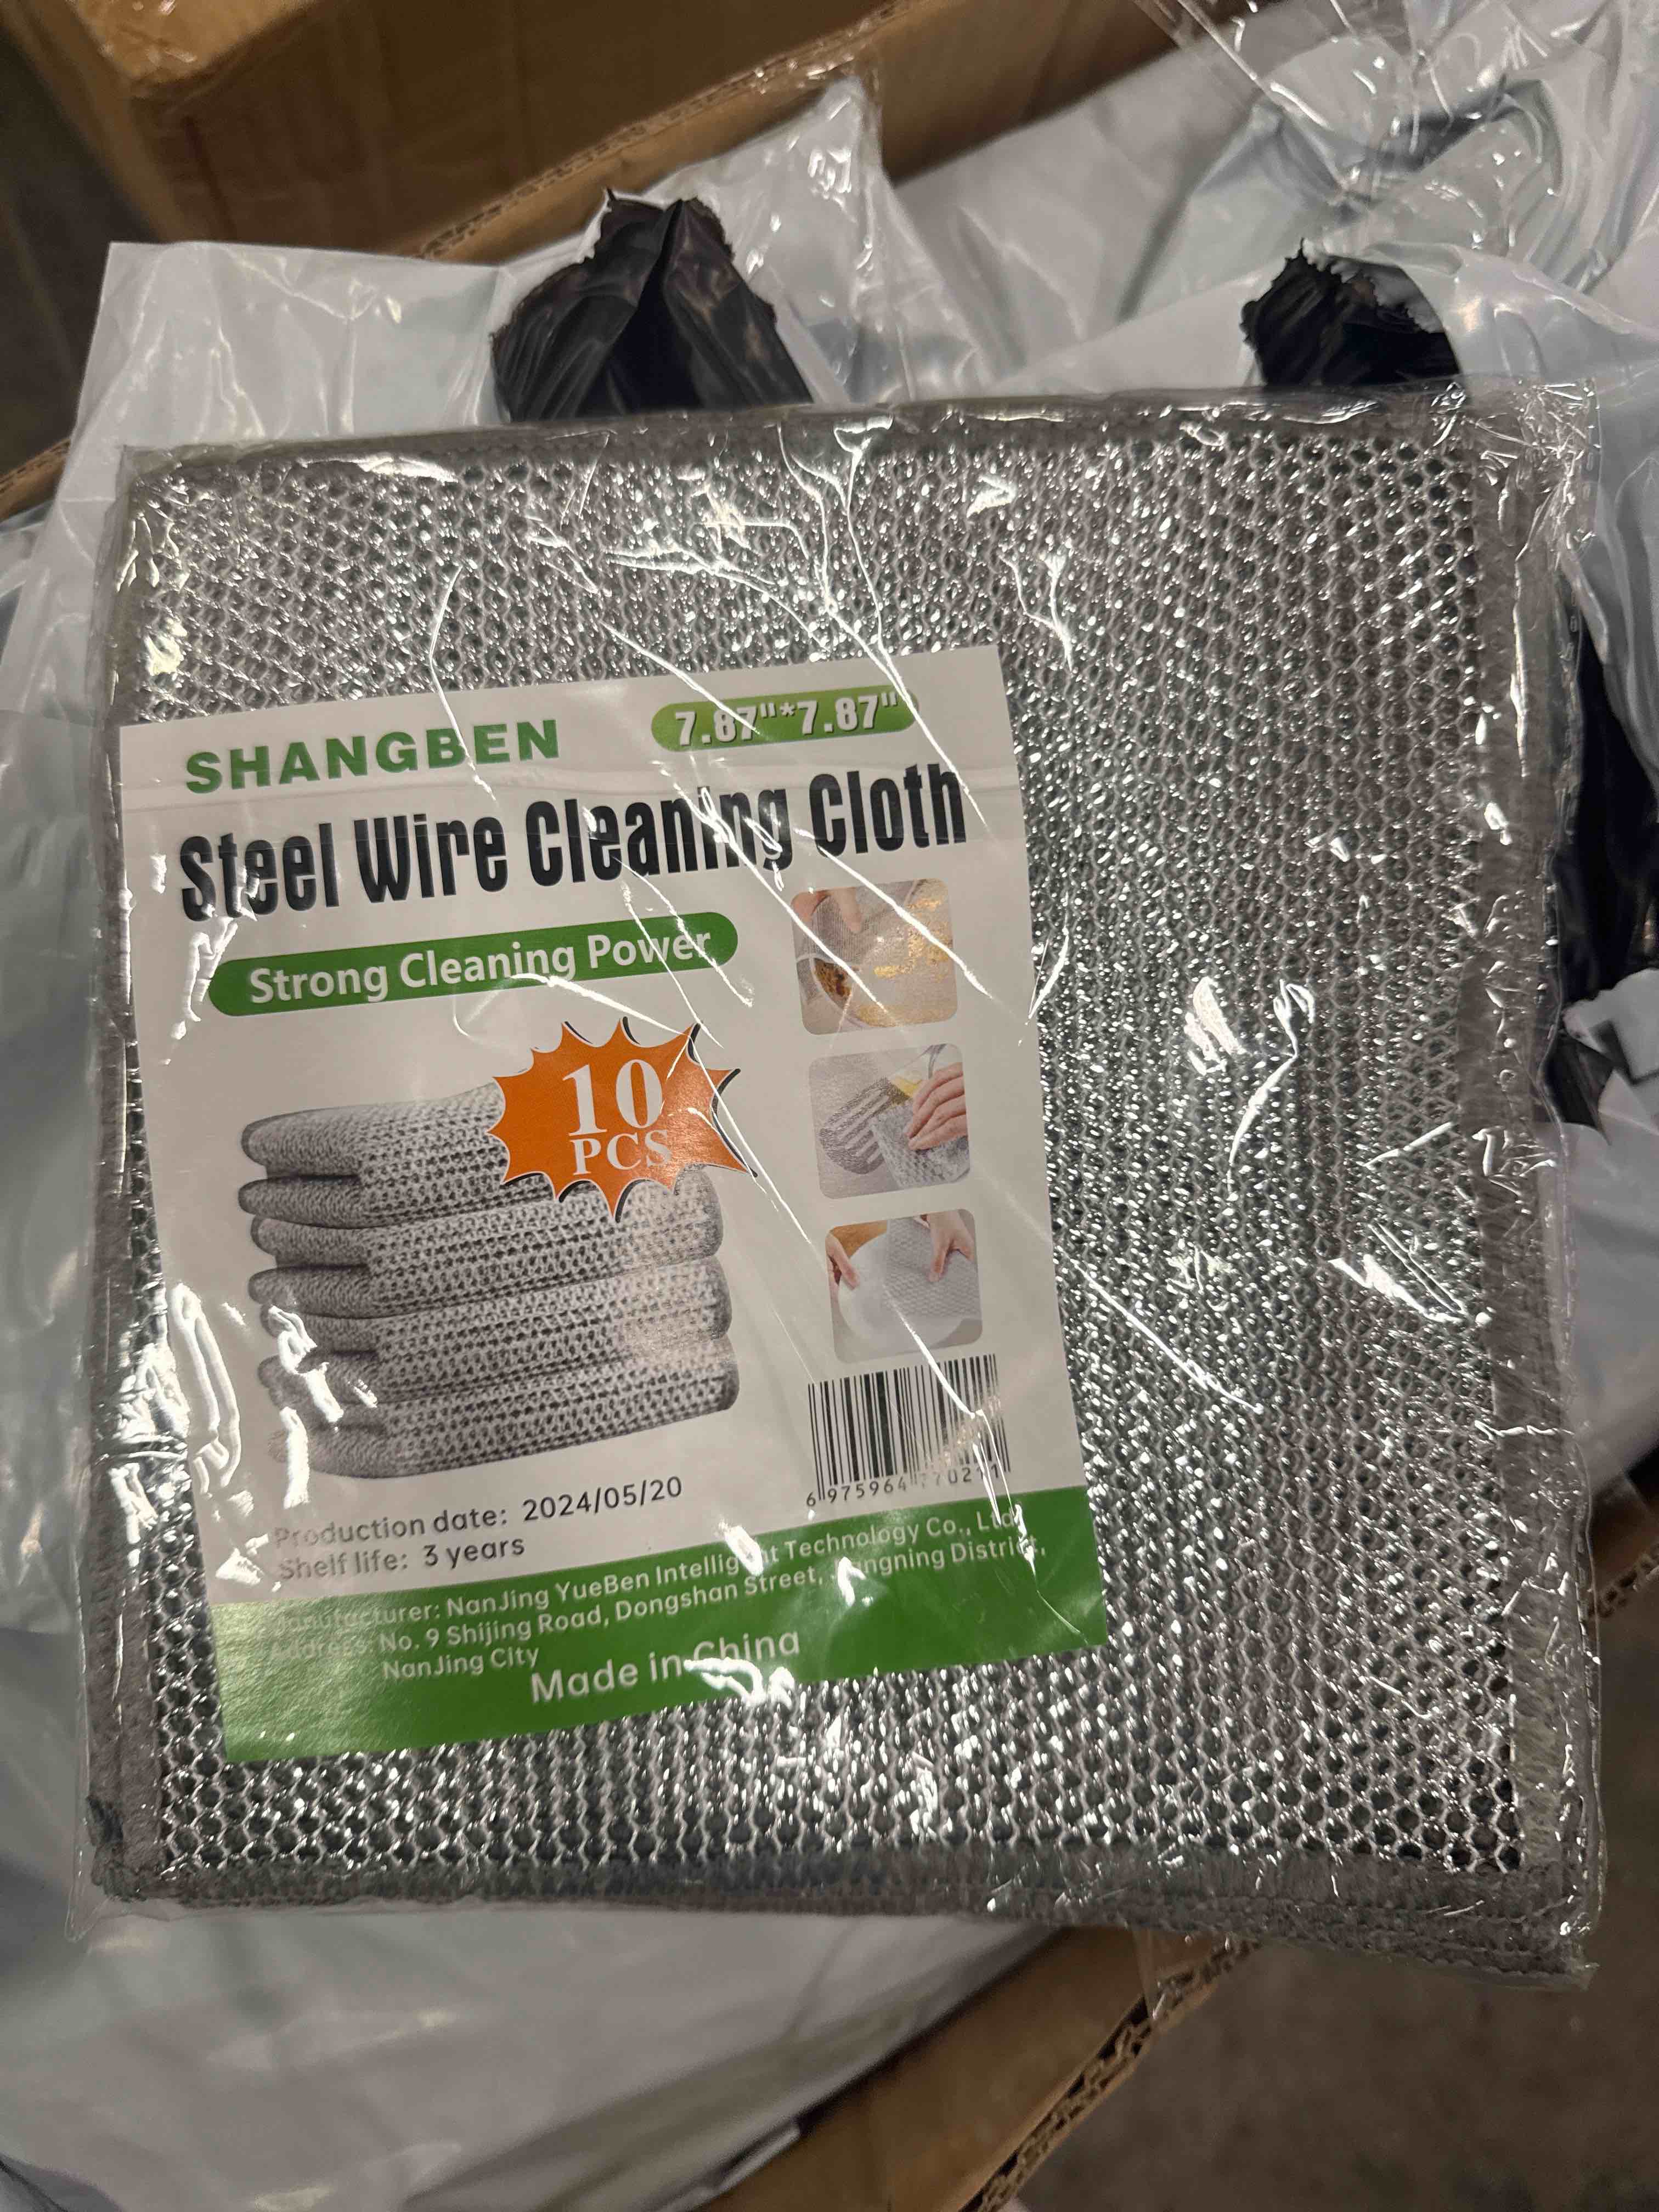 SHANGBEN
7.87"*7.87"
Steel Wire Cleaning Cloth
Strong Cleaning Power
10
PCS
Production date: 2024/05/20
Shelf life: 3 years
Manufacturer: NanJing YueBen Intelligent Technology Co., Ltd.
Address: No. 9 Shijing Road, Dongshan Street, Jiangning District,
NanJing City
Made in China